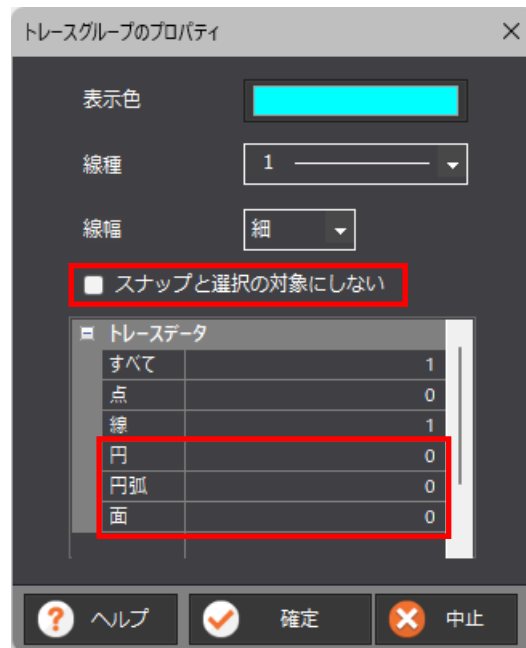 トレースグループのプロパティ
表示色
線種 1
線幅 細
スナップと選択の対象にしない
トレースデータ
すべて 1
点 0
線 1
円 0
円弧 0
面 0
ヘルプ 確定 中止